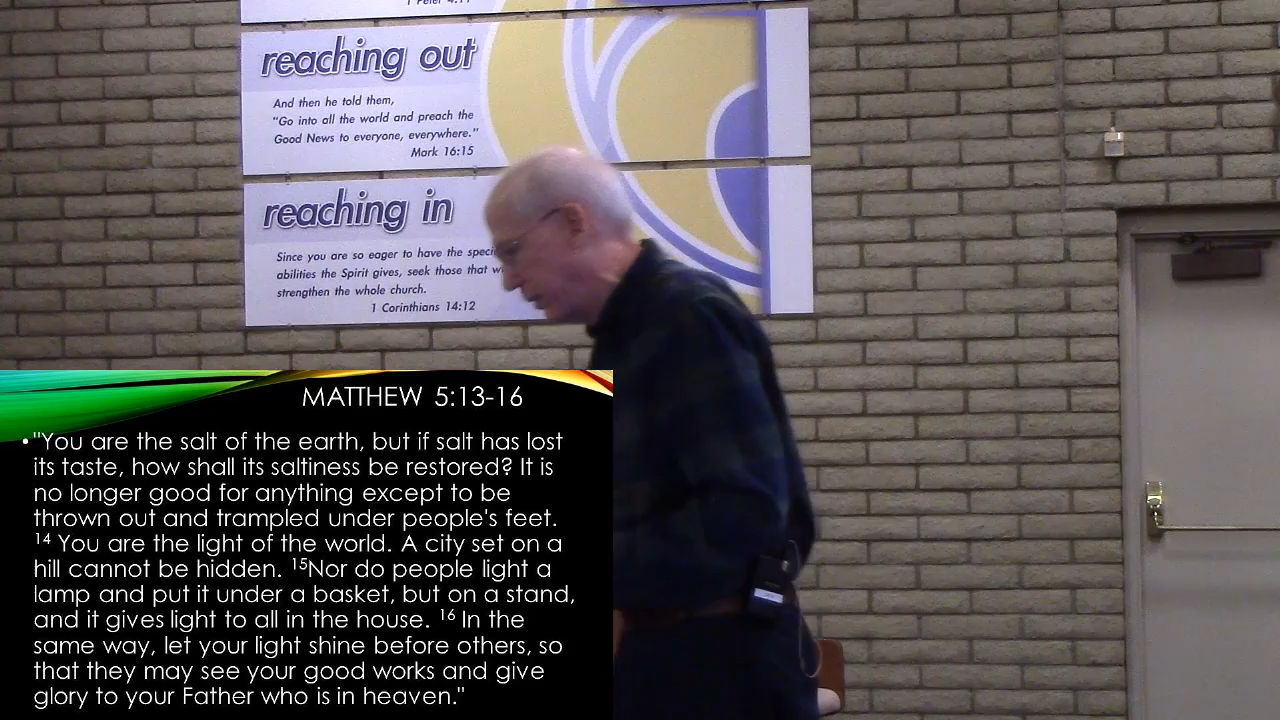 1 Peter 4:11
reaching out
And then he told them,
“Go into all the world and preach the
Good News to everyone, everywhere.”
Mark 16:15
reaching in
Since you are so eager to have the
abilities the Spirit gives, seek those that
strengthen the whole church.
1 Corinthians 14:12
MATTHEW 5:13-16
• "You are the salt of the earth, but if salt has lost
its taste, how shall its saltiness be restored? It is
no longer good for anything except to be
thrown out and trampled under people's feet.
14 You are the light of the world. A city set on a
hill cannot be hidden. 15Nor do people light a
lamp and put it under a basket, but on a stand,
and it gives light to all in the house. 16 In the
same way, let your light shine before others, so
that they may see your good works and give
glory to your Father who is in heaven."